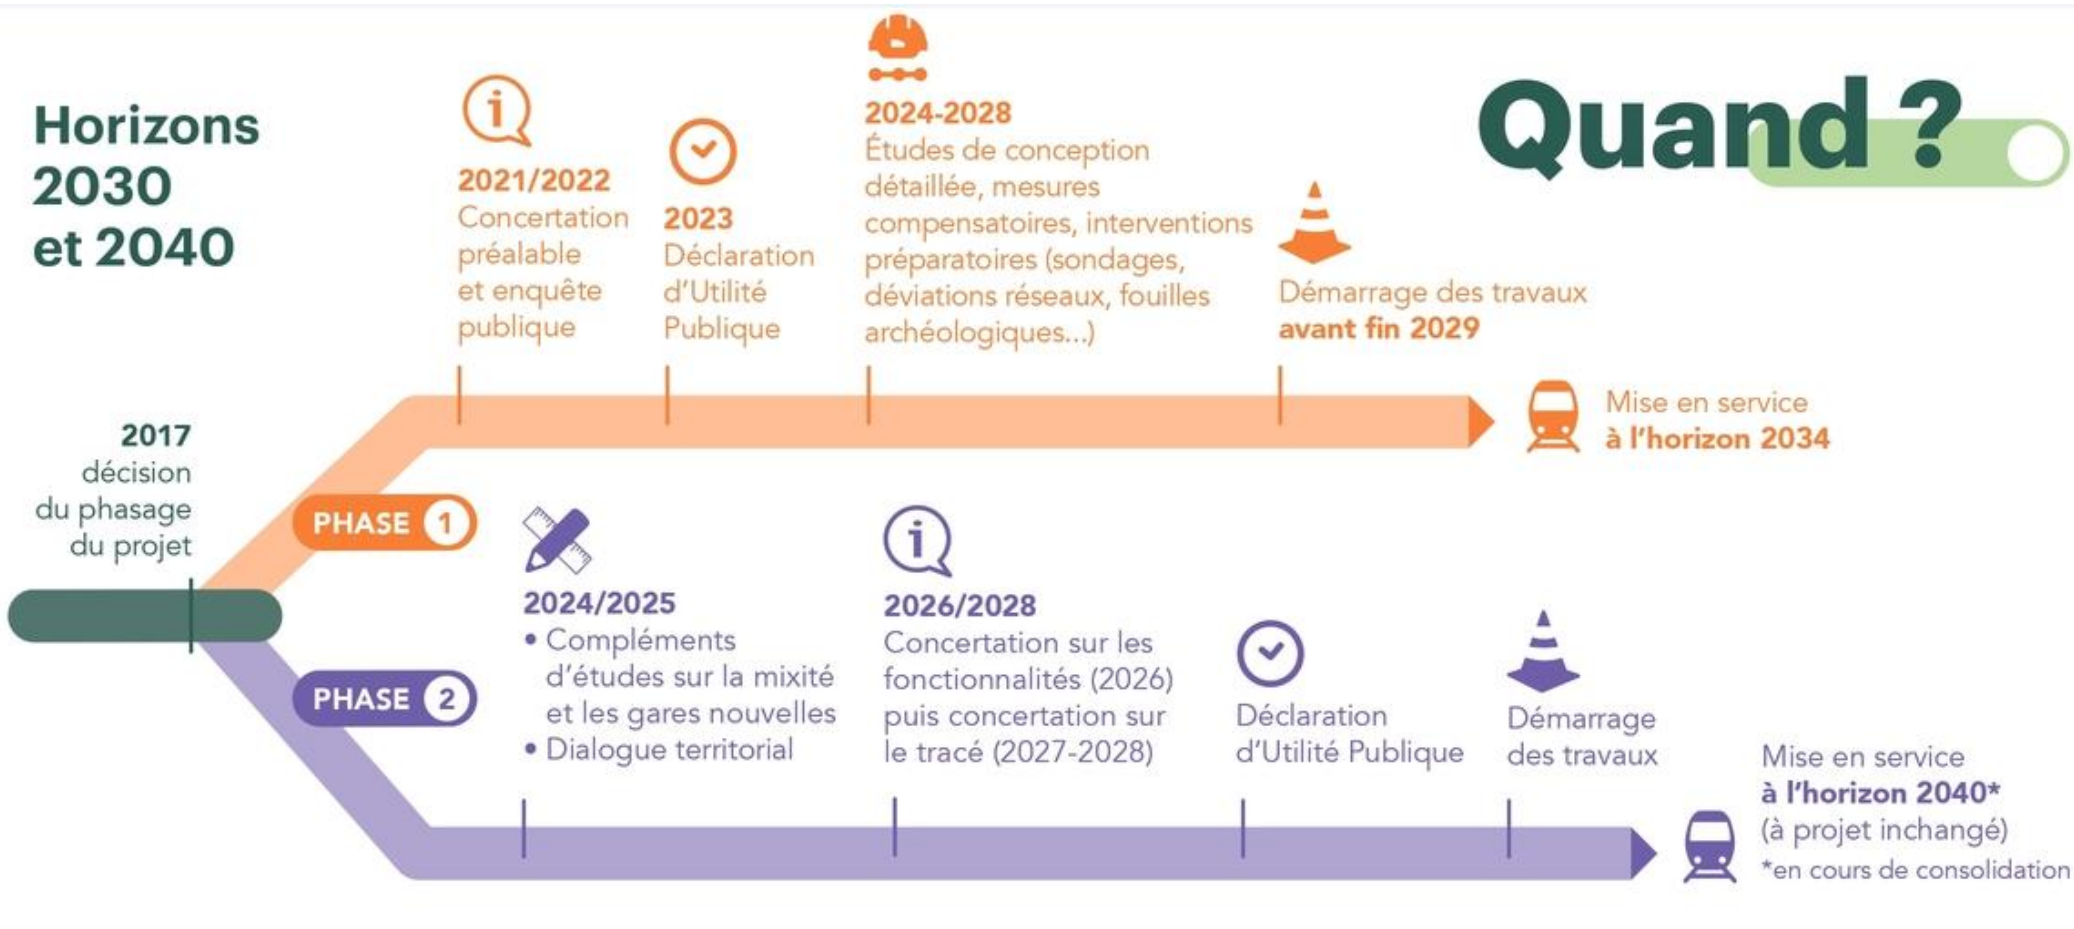 Horizons
2030
et 2040
Quand ?
2017
décision
du phasage
du projet
PHASE 1
2021/2022
Concertation
préalable
et enquête
publique
2023
Déclaration
d'Utilité
Publique
2024-2028
Études de conception
détaillée, mesures
compensatoires, interventions
préparatoires (sondages,
déviations réseaux, fouilles
archéologiques...)
Démarrage des travaux
avant fin 2029
Mise en service
à l'horizon 2034
PHASE 2
2024/2025
• Compléments
d'études sur la mixité
et les gares nouvelles
• Dialogue territorial
2026/2028
Concertation sur les
fonctionnalités (2026)
puis concertation sur
le tracé (2027-2028)
Déclaration
d'Utilité Publique
Démarrage
des travaux
Mise en service
à l'horizon 2040*
(à projet inchangé)
*en cours de consolidation